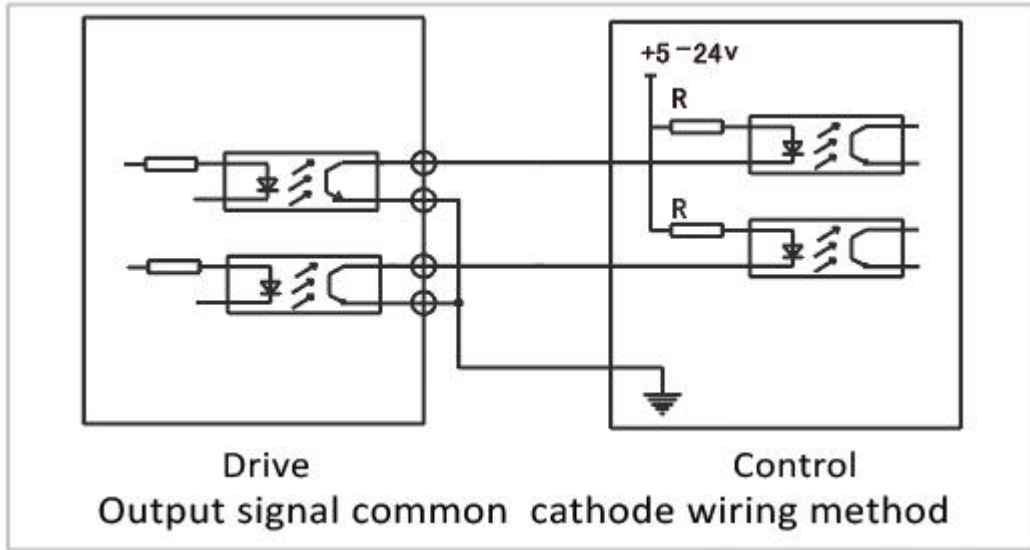 +5-24v
R
R
Drive
Control
Output signal common cathode wiring method